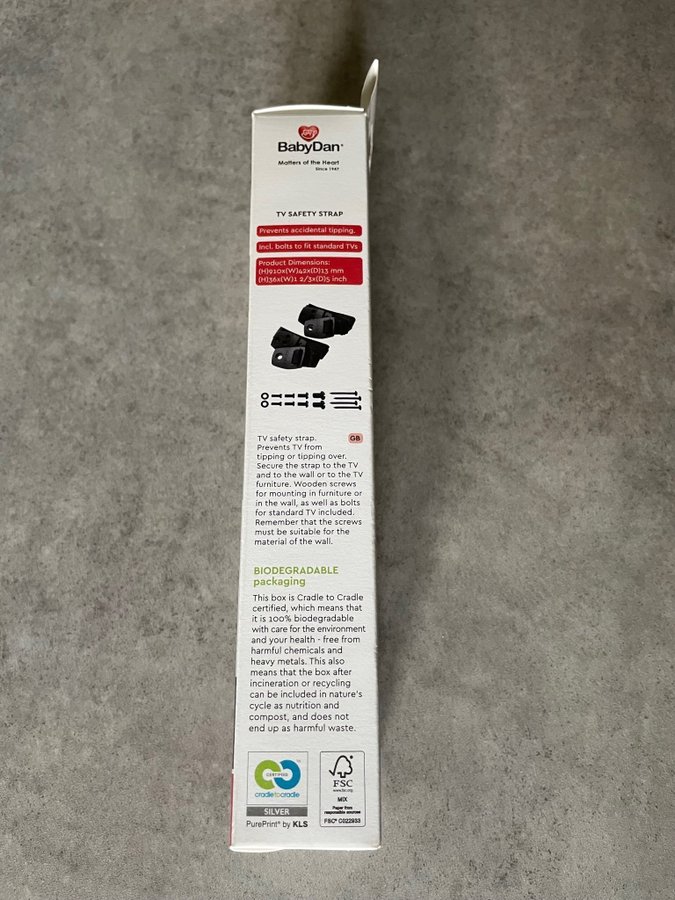 BabyDan®
Matters of the Heart
Since 1947
TV SAFETY STRAP
Prevents accidental tipping.
Incl. bolts to fit standard TVs
Product Dimensions:
(H)910x(W)42x(D)13 mm
(H)36x(W)1 2/3x(D)5 inch
GB
TV safety strap.
Prevents TV from
tipping or tipping over.
Secure the strap to the TV
and to the wall or to the TV
furniture. Wooden screws
for mounting in furniture or
in the wall, as well as bolts
for standard TV included.
Remember that the screws
must be suitable for the
material of the wall.
BIODEGRADABLE
packaging
This box is Cradle to Cradle
certified, which means that
it is 100% biodegradable
with care for the environment
and your health - free from
harmful chemicals and
heavy metals. This also
means that the box after
incineration or recycling
can be included in nature's
cycle as nutrition and
compost, and does not
end up as harmful waste.
CERTIFIED
cradletocradle
SILVER
PurePrint® by KLS
FSC
www.fsc.org
MIX
Paper from
responsible sources
FSC® C022933